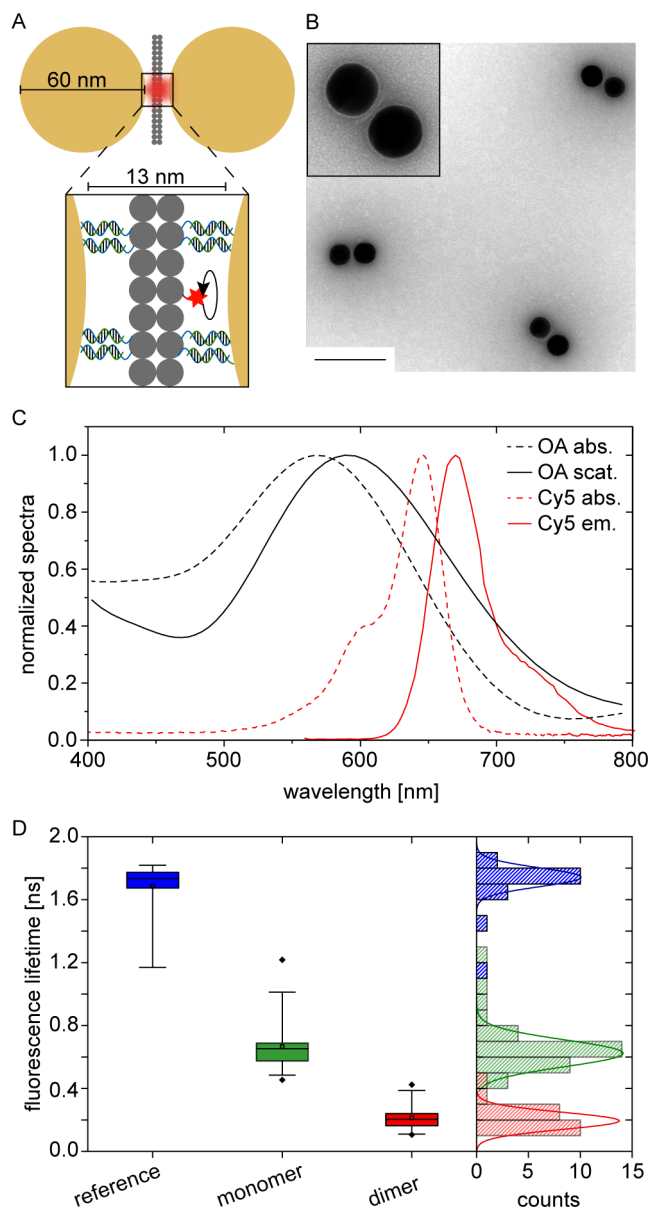 A
60 nm
13 nm
B
C
OA abs.
OA scat.
Cy5 abs.
Cy5 em.
normalized spectra
1.0
0.8
0.6
0.4
0.2
0.0
400
500
600
700
800
wavelength [nm]
D
fluorescence lifetime [ns]
2.0
1.6
1.2
0.8
0.4
0.0
reference
monomer
dimer
0
5
10
15
counts